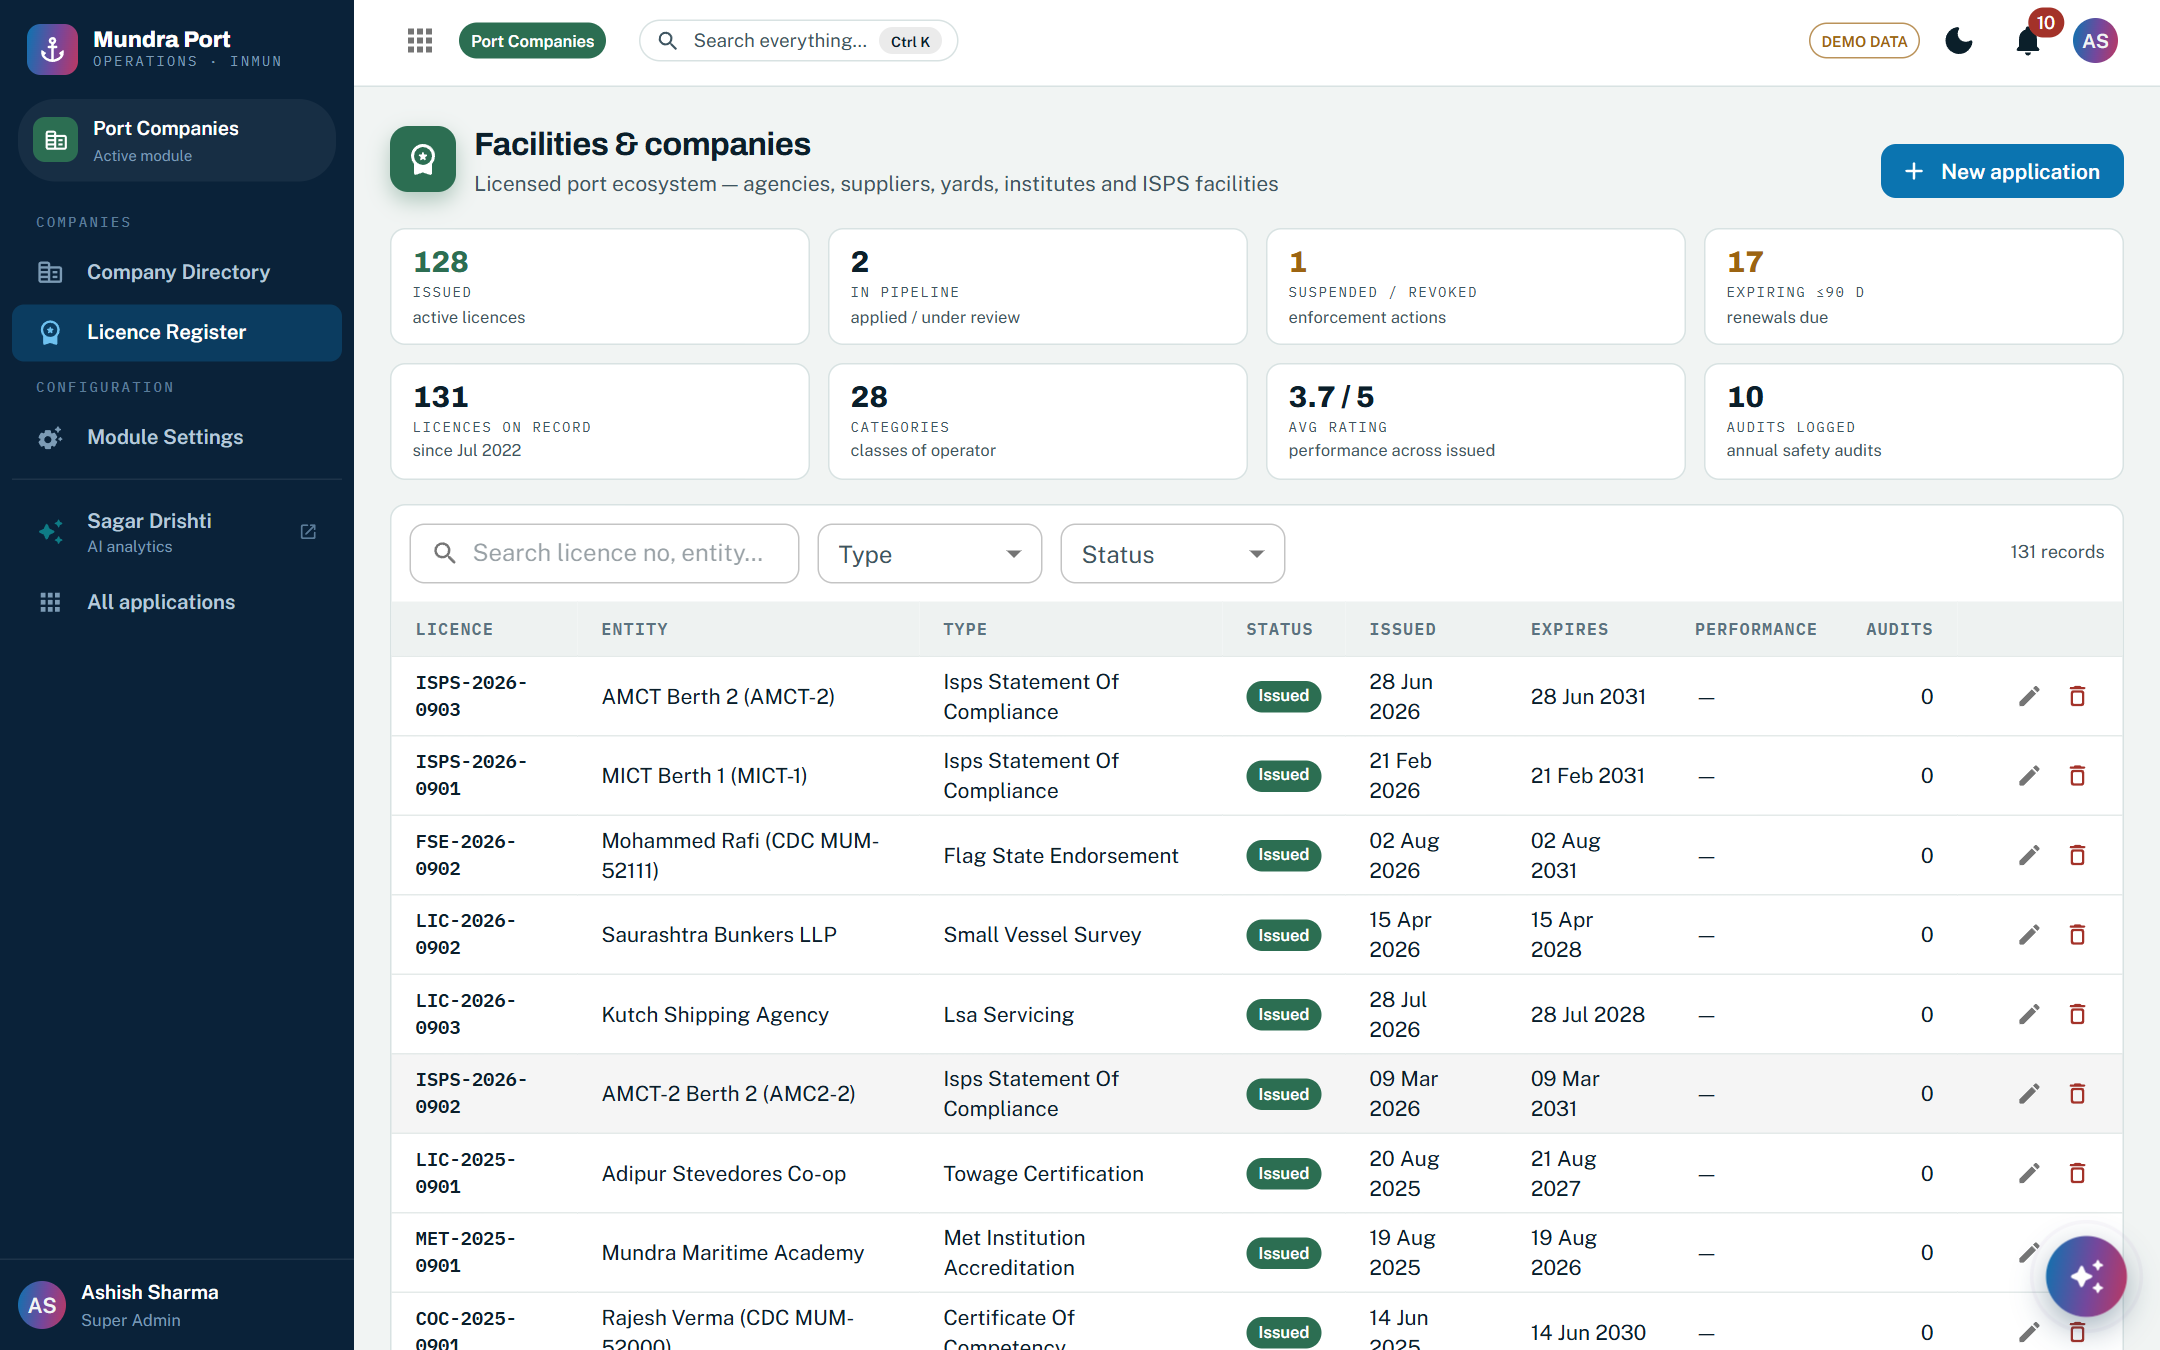 Mundra Port
OPERATIONS · INMUN
Port Companies
Active module
COMPANIES
Company Directory
Licence Register
CONFIGURATION
Module Settings
Sagar Drishti
AI analytics
All applications
AS
Ashish Sharma
Super Admin
Port Companies
Search everything...
Ctrl K
DEMO DATA
10
AS
Facilities & companies
Licensed port ecosystem — agencies, suppliers, yards, institutes and ISPS facilities
New application
128
ISSUED
active licences
2
IN PIPELINE
applied / under review
1
SUSPENDED / REVOKED
enforcement actions
17
EXPIRING ≤90 D
renewals due
131
LICENCES ON RECORD
since Jul 2022
28
CATEGORIES
classes of operator
3.7 / 5
AVG RATING
performance across issued
10
AUDITS LOGGED
annual safety audits
Search licence no, entity...
Type
Status
131 records
LICENCE ENTITY TYPE STATUS ISSUED EXPIRES PERFORMANCE AUDITS
ISPS-2026-
0903
AMCT Berth 2 (AMCT-2)
Isps Statement Of
Compliance
Issued
28 Jun
2026
28 Jun 2031
—
0
ISPS-2026-
0901
MICT Berth 1 (MICT-1)
Isps Statement Of
Compliance
Issued
21 Feb
2026
21 Feb 2031
—
0
FSE-2026-
0902
Mohammed Rafi (CDC MUM-
52111)
Flag State Endorsement
Issued
02 Aug
2026
02 Aug
2031
—
0
LIC-2026-
0902
Saurashtra Bunkers LLP
Small Vessel Survey
Issued
15 Apr
2026
15 Apr
2028
—
0
LIC-2026-
0903
Kutch Shipping Agency
Lsa Servicing
Issued
28 Jul
2026
28 Jul 2028
—
0
ISPS-2026-
0902
AMCT-2 Berth 2 (AMC2-2)
Isps Statement Of
Compliance
Issued
09 Mar
2026
09 Mar
2031
—
0
LIC-2025-
0901
Adipur Stevedores Co-op
Towage Certification
Issued
20 Aug
2025
21 Aug
2027
—
0
MET-2025-
0901
Mundra Maritime Academy
Met Institution
Accreditation
Issued
19 Aug
2025
19 Aug
2026
—
0
COC-2025-
0901
Rajesh Verma (CDC MUM-
52000)
Certificate Of
Competency
Issued
14 Jun
2025
14 Jun 2030
—
0